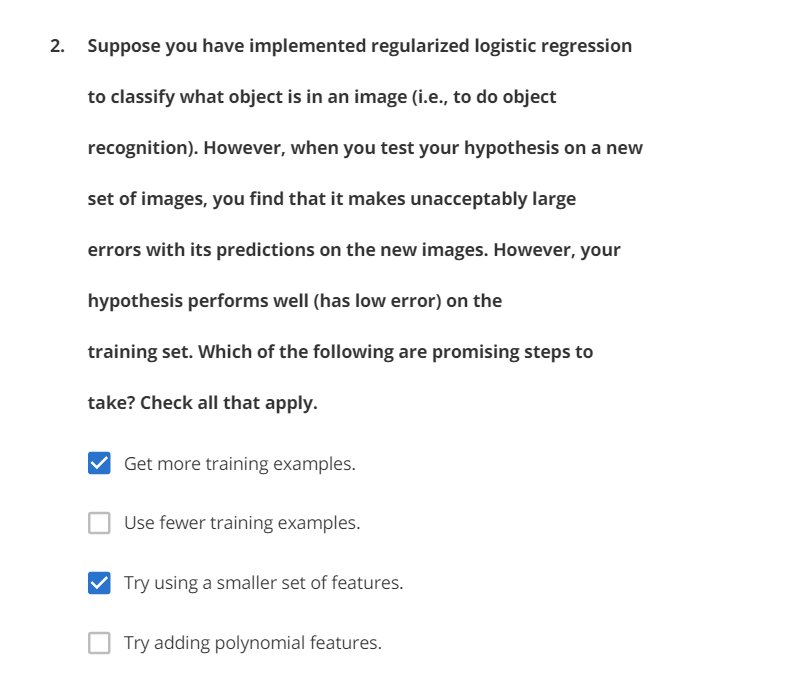 2. Suppose you have implemented regularized logistic regression
to classify what object is in an image (i.e., to do object
recognition). However, when you test your hypothesis on a new
set of images, you find that it makes unacceptably large
errors with its predictions on the new images. However, your
hypothesis performs well (has low error) on the
training set. Which of the following are promising steps to
take? Check all that apply.
Get more training examples.
Use fewer training examples.
Try using a smaller set of features.
Try adding polynomial features.